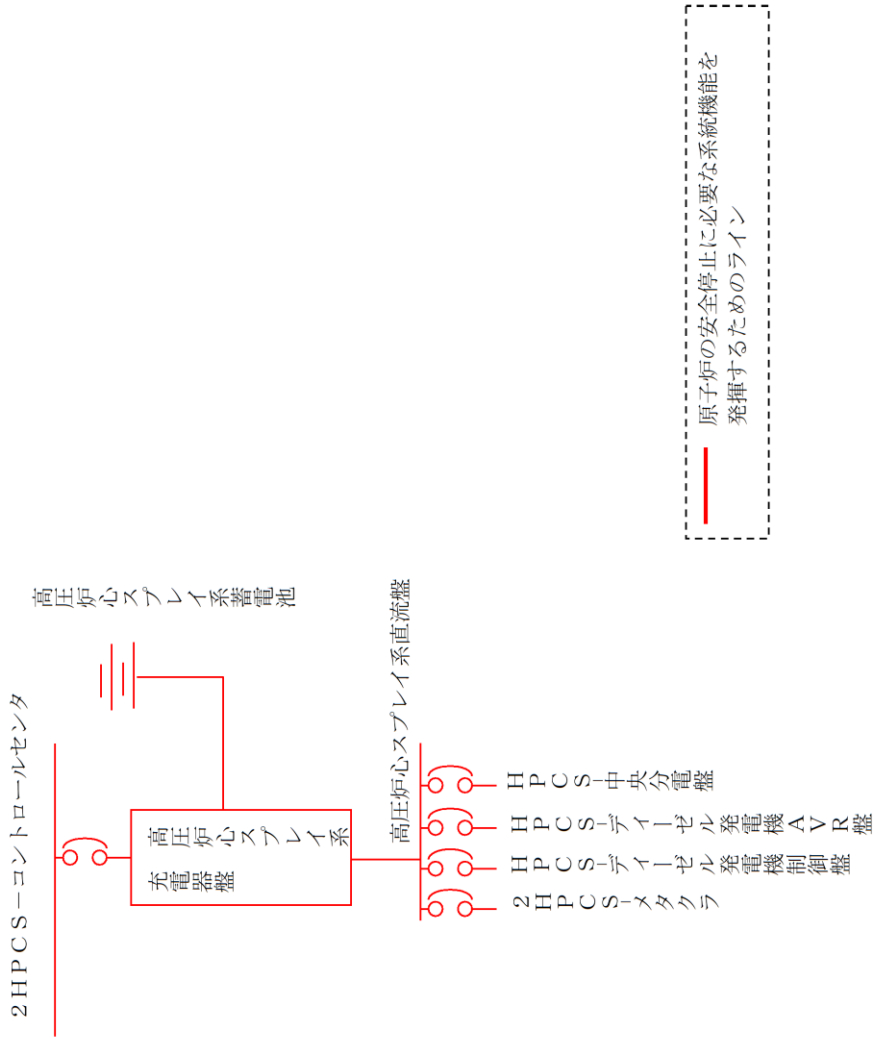 2HPCS-コントロールセンタ
高圧炉心スプレイ系蓄電池
高圧炉心スプレイ系
充電器盤
高圧炉心スプレイ系直流盤
2HPCS-メタクラ
HPCS-ディーゼル発電機制御盤
HPCS-ディーゼル発電機AVR盤
HPCS-中央分電盤
原子炉の安全停止に必要な系統機能を
発揮するためのライン